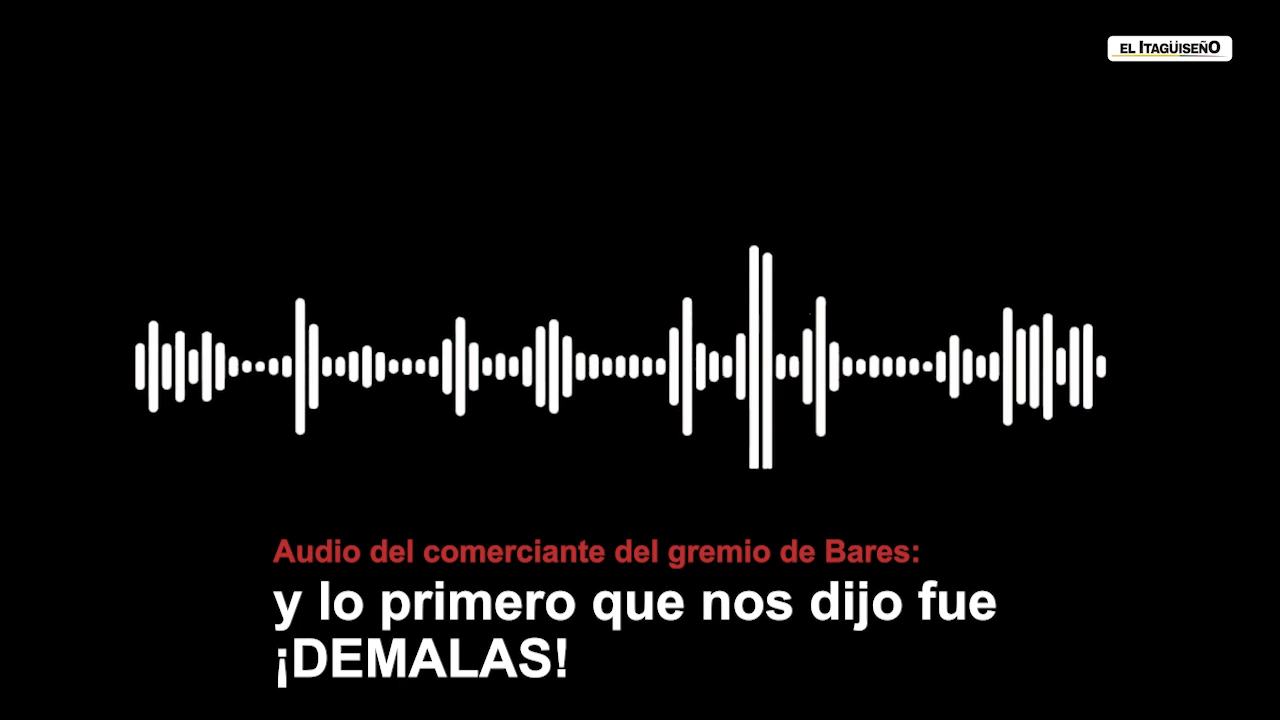 EL ITAGÜISEÑO
Audio del comerciante del gremio de Bares:
y lo primero que nos dijo fue
¡DEMALAS!